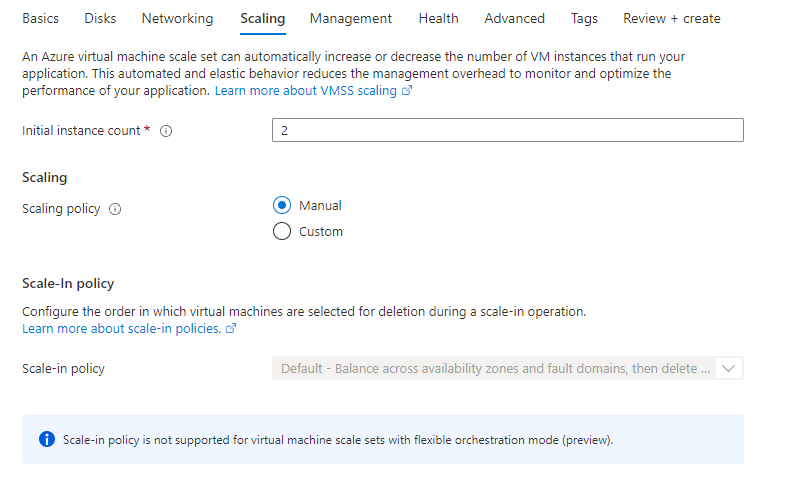 Basics Disks Networking Scaling Management Health Advanced Tags Review + create
An Azure virtual machine scale set can automatically increase or decrease the number of VM instances that run your
application. This automated and elastic behavior reduces the management overhead to monitor and optimize the
performance of your application. Learn more about VMSS scaling
Initial instance count * 2
Scaling
Scaling policy Manual
Custom
Scale-In policy
Configure the order in which virtual machines are selected for deletion during a scale-in operation.
Learn more about scale-in policies.
Scale-in policy Default - Balance across availability zones and fault domains, then delete ...
Scale-in policy is not supported for virtual machine scale sets with flexible orchestration mode (preview).